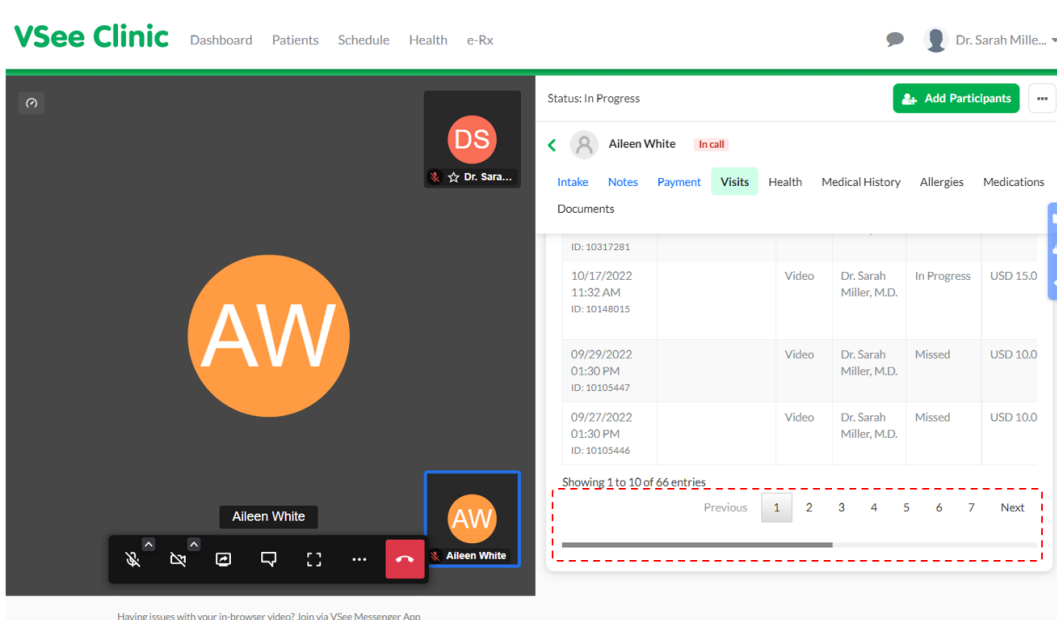 VSee Clinic Dashboard Patients Schedule Health e-Rx Dr. Sarah Mille...
DS
Dr. Sara...
AW
Aileen White
AW
Aileen White
Having issues with your in-browser video? Join via VSee Messenger App
Status: In Progress Add Participants
Aileen White In call
Intake Notes Payment Visits Health Medical History Allergies Medications
Documents
ID: 10317281
10/17/2022 Video Dr. Sarah In Progress USD 15.0
11:32 AM Miller, M.D.
ID: 10148015
09/29/2022 Video Dr. Sarah Missed USD 10.0
01:30 PM Miller, M.D.
ID: 10105447
09/27/2022 Video Dr. Sarah Missed USD 10.0
01:30 PM Miller, M.D.
ID: 10105446
Showing 1 to 10 of 66 entries
Previous 1 2 3 4 5 6 7 Next